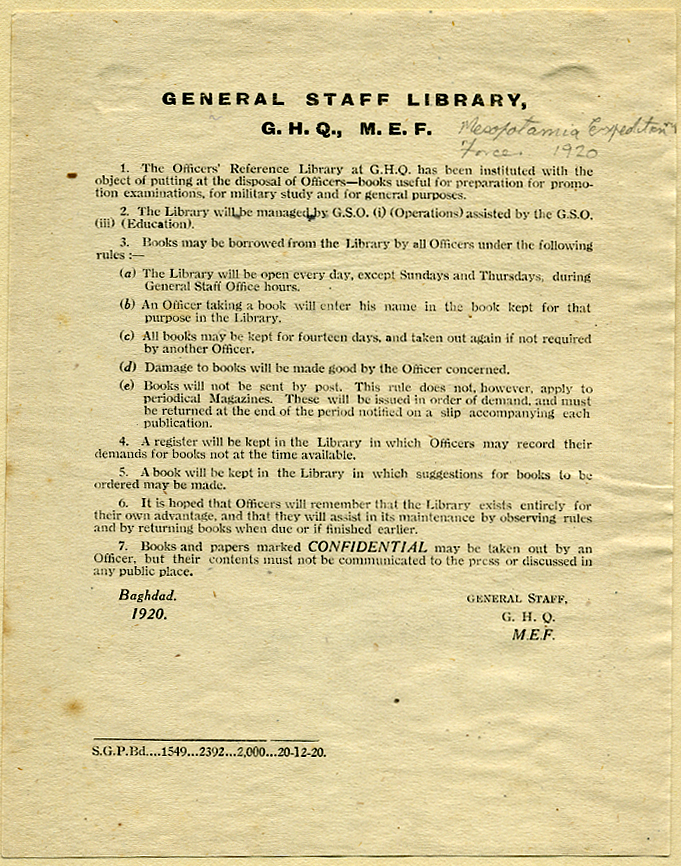 GENERAL STAFF LIBRARY,
G. H. Q., M. E. F.
Mesopotamia Expedition
Force 1920
1. The Officers' Reference Library at G.H.Q. has been instituted with the
object of putting at the disposal of Officers—books useful for preparation for promo-
tion examinations, for military study and for general purposes.
2. The Library will be managed by G.S.O. (i) (Operations) assisted by the G.S.O.
(iii) (Education).
3. Books may be borrowed from the Library by all Officers under the following
rules :—
(a) The Library will be open every day, except Sundays and Thursdays, during
General Staff Office hours.
(b) An Officer taking a book will enter his name in the book kept for that
purpose in the Library.
(c) All books may be kept for fourteen days, and taken out again if not required
by another Officer.
(d) Damage to books will be made good by the Officer concerned.
(e) Books will not be sent by post. This rule does not, however, apply to
periodical Magazines. These will be issued in order of demand, and must
be returned at the end of the period notified on a slip accompanying each
publication.
4. A register will be kept in the Library in which Officers may record their
demands for books not at the time available.
5. A book will be kept in the Library in which suggestions for books to be
ordered may be made.
6. It is hoped that Officers will remember that the Library exists entirely for
their own advantage, and that they will assist in its maintenance by observing rules
and by returning books when due or if finished earlier.
7. Books and papers marked CONFIDENTIAL may be taken out by an
Officer, but their contents must not be communicated to the press or discussed in
any public place.
Baghdad.
1920.
GENERAL STAFF,
G. H. Q.
M.E.F.
S.G.P.Bd....1549...2392...2,000...20-12-20.